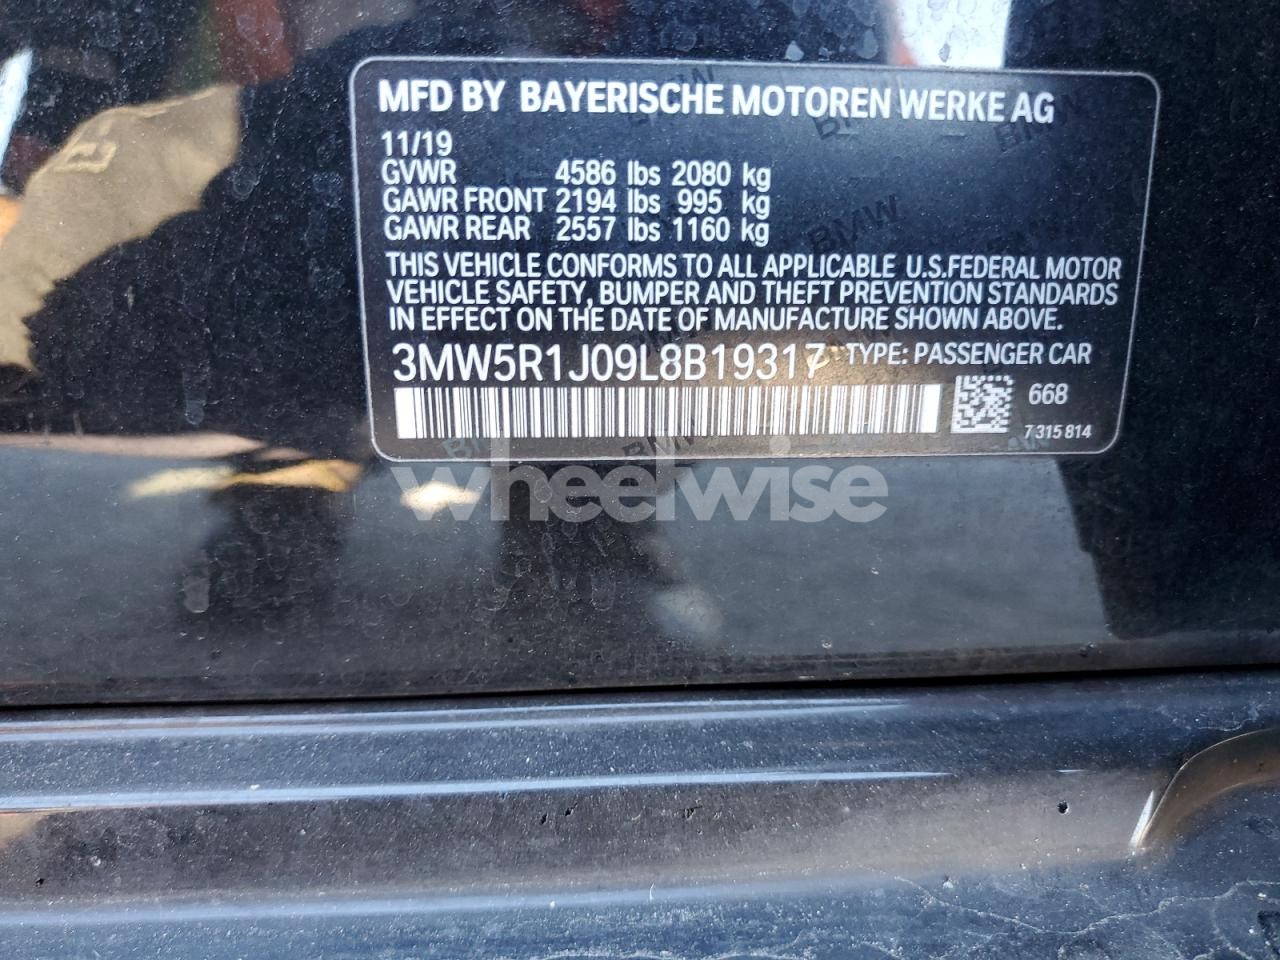 MFD BY BAYERISCHE MOTOREN WERKE AG
11/19
GVWR 4586 lbs 2080 kg
GAWR FRONT 2194 lbs 995 kg
GAWR REAR 2557 lbs 1160 kg
THIS VEHICLE CONFORMS TO ALL APPLICABLE U.S.FEDERAL MOTOR
VEHICLE SAFETY, BUMPER AND THEFT PREVENTION STANDARDS
IN EFFECT ON THE DATE OF MANUFACTURE SHOWN ABOVE.
3MW5R1J09L8B19317 TYPE: PASSENGER CAR
668
7 315 814
wheelwise